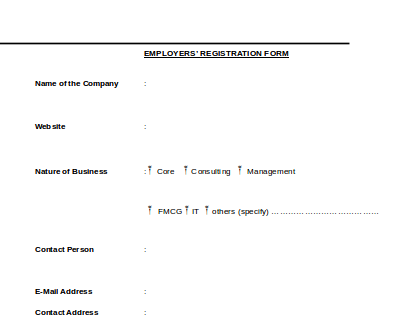 EMPLOYERS' REGISTRATION FORM
Name of the Company :
Website :
Nature of Business : † Core † Consulting † Management
† FMCG † IT † others (specify) ……………………………….
Contact Person :
E-Mail Address :
Contact Address :